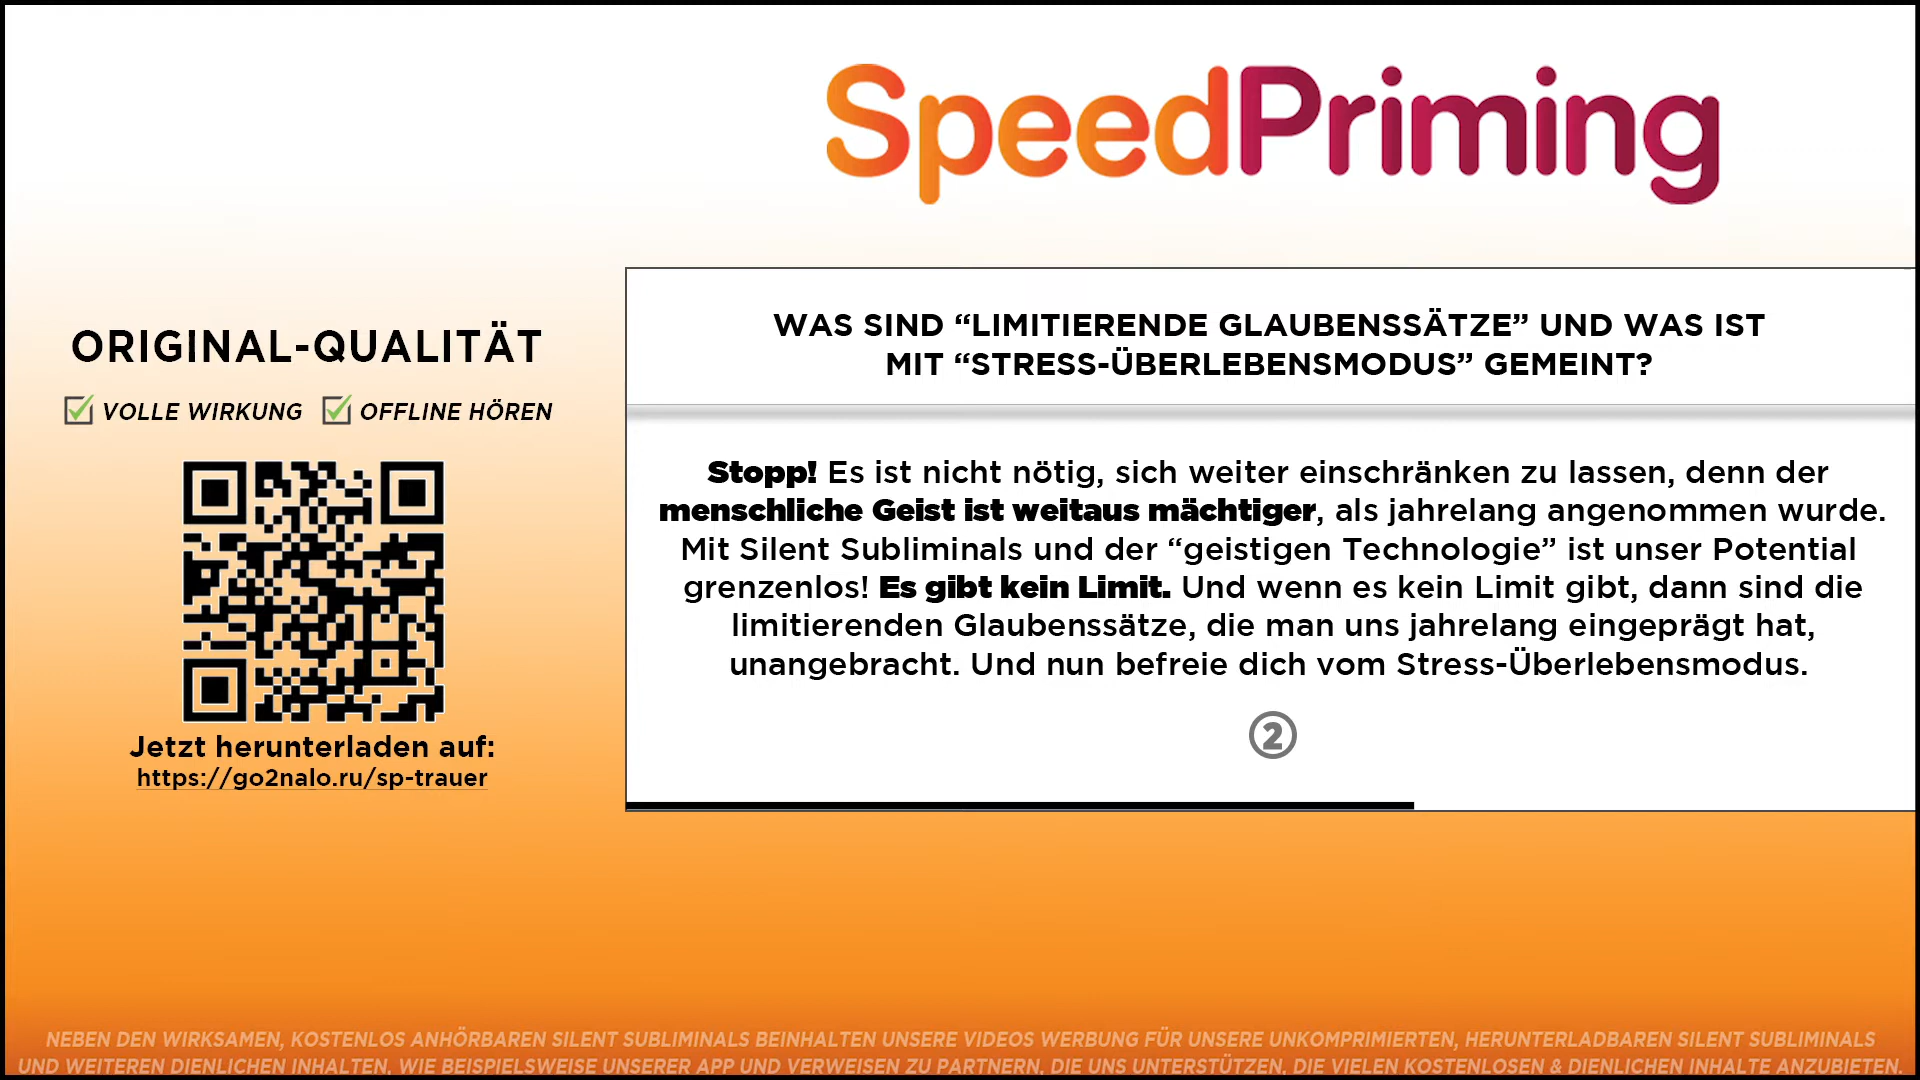 SpeedPriming
ORIGINAL-QUALITÄT
VOLLE WIRKUNG OFFLINE HÖREN
Jetzt herunterladen auf:
https://go2nalo.ru/sp-trauer
WAS SIND “LIMITIERENDE GLAUBENSSÄTZE” UND WAS IST
MIT “STRESS-ÜBERLEBENSMODUS” GEMEINT?
Stopp! Es ist nicht nötig, sich weiter einschränken zu lassen, denn der
menschliche Geist ist weitaus mächtiger, als jahrelang angenommen wurde.
Mit Silent Subliminals und der “geistigen Technologie” ist unser Potential
grenzenlos! Es gibt kein Limit. Und wenn es kein Limit gibt, dann sind die
limitierenden Glaubenssätze, die man uns jahrelang eingeprägt hat,
unangebracht. Und nun befreie dich vom Stress-Überlebensmodus.
2
NEBEN DEN WIRKSAMEN, KOSTENLOS ANHÖRBAREN SILENT SUBLIMINALS BEINHALTEN UNSERE VIDEOS WERBUNG FÜR UNSERE UNKOMPRIMIERTEN, HERUNTERLADBAREN SILENT SUBLIMINALS
UND WEITEREN DIENLICHEN INHALTEN, WIE BEISPIELSWEISE UNSERER APP UND VERWEISEN ZU PARTNERN, DIE UNS UNTERSTÜTZEN, DIE VIELEN KOSTENLOSEN & DIENLICHEN INHALTE ANZUBIETEN.